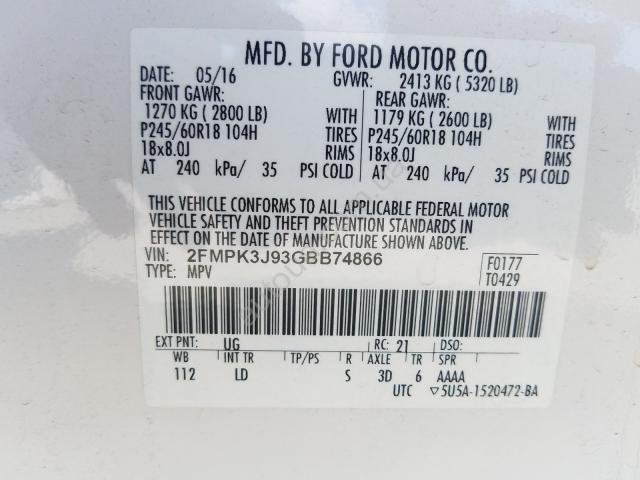 MFD. BY FORD MOTOR CO.
DATE: 05/16 GVWR: 2413 KG ( 5320 LB)
FRONT GAWR: REAR GAWR:
1270 KG ( 2800 LB) WITH 1179 KG ( 2600 LB) WITH
P245/60R18 104H TIRES P245/60R18 104H TIRES
18x8.0J RIMS 18x8.0J RIMS
AT 240 kPa/ 35 PSI COLD AT 240 kPa/ 35 PSI COLD
THIS VEHICLE CONFORMS TO ALL APPLICABLE FEDERAL MOTOR
VEHICLE SAFETY AND THEFT PREVENTION STANDARDS IN
EFFECT ON THE DATE OF MANUFACTURE SHOWN ABOVE.
VIN: 2FMPK3J93GBB74866 F0177
TYPE: MPV T0429
EXT PNT: UG RC: 21 DSO:
WB INT TR TP/PS R AXLE TR SPR
112 LD S 3D 6 AAAA
UTC ▽5U5A-1520472-BA